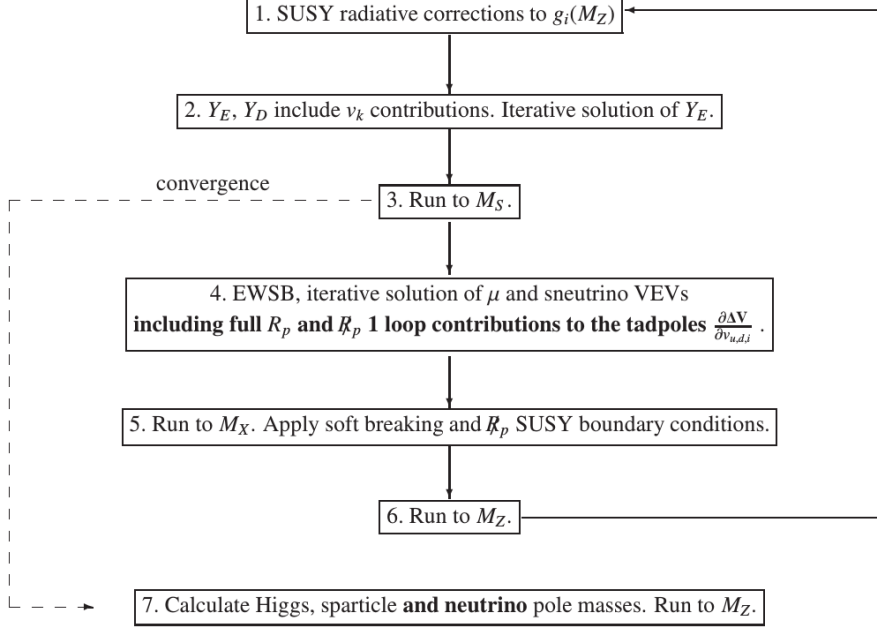 1. SUSY radiative corrections to g_i(M_Z)
2. Y_E, Y_D include v_k contributions. Iterative solution of Y_E.
convergence
3. Run to M_S.
4. EWSB, iterative solution of μ and sneutrino VEVs
including full R_p and R̸_p 1 loop contributions to the tadpoles ∂ΔV/∂v_{u,d,i} .
5. Run to M_X. Apply soft breaking and R̸_p SUSY boundary conditions.
6. Run to M_Z.
7. Calculate Higgs, sparticle and neutrino pole masses. Run to M_Z.